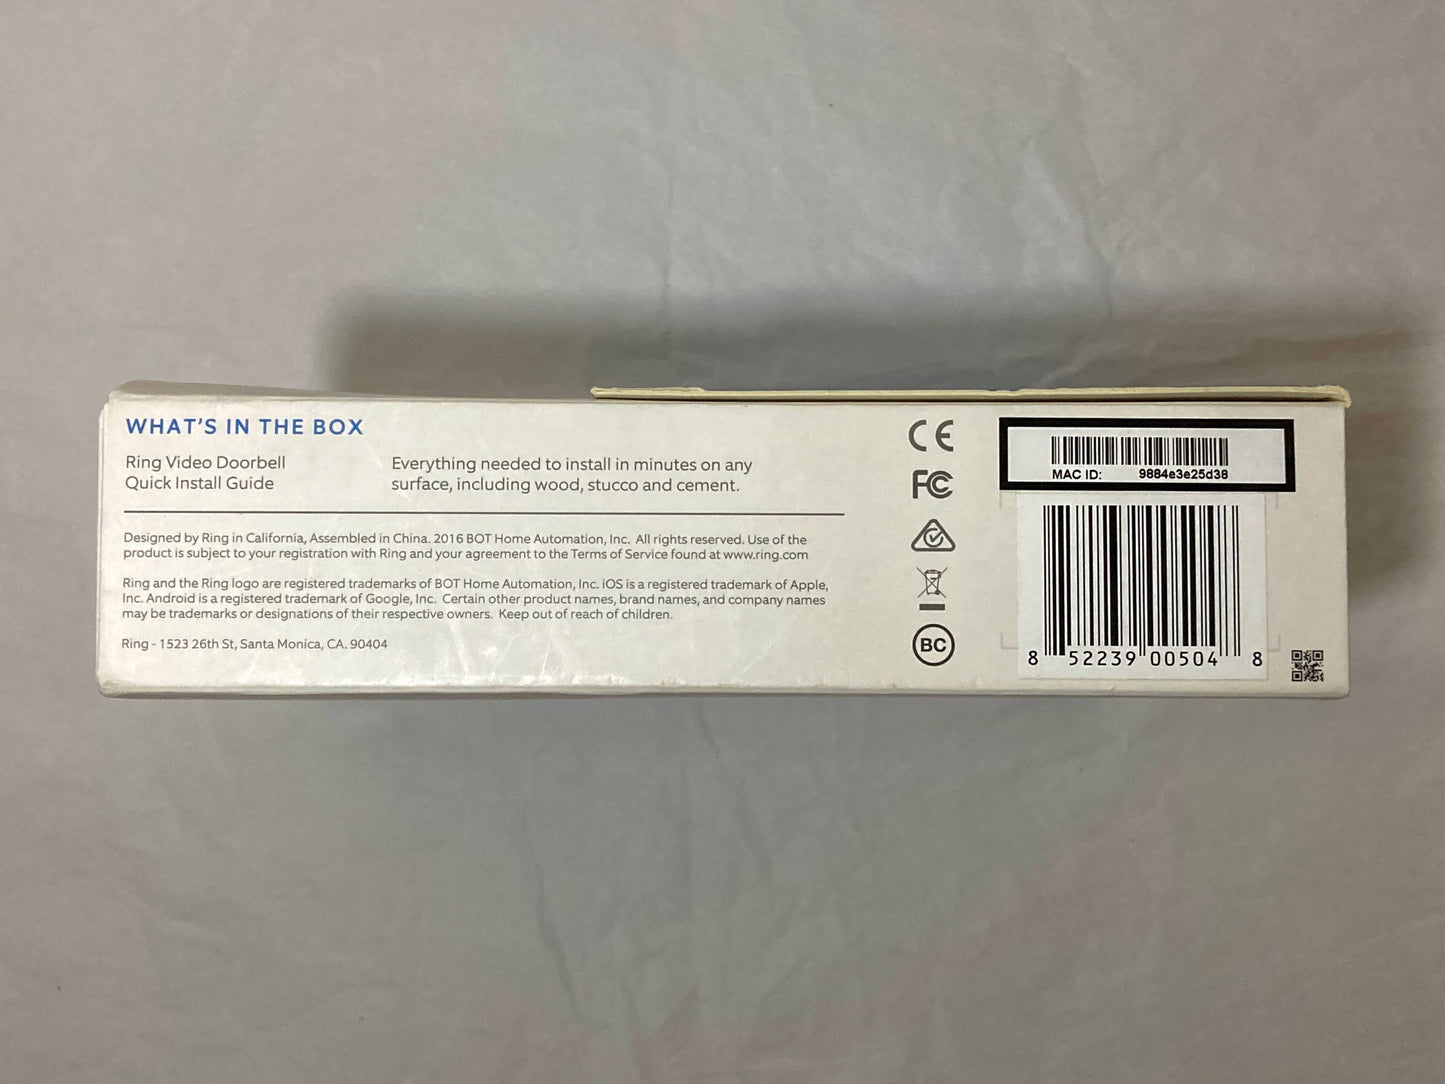 WHAT'S IN THE BOX
Ring Video Doorbell
Quick Install Guide
Everything needed to install in minutes on any
surface, including wood, stucco and cement.
Designed by Ring in California, Assembled in China. 2016 BOT Home Automation, Inc. All rights reserved. Use of the
product is subject to your registration with Ring and your agreement to the Terms of Service found at www.ring.com
Ring and the Ring logo are registered trademarks of BOT Home Automation, Inc. iOS is a registered trademark of Apple,
Inc. Android is a registered trademark of Google, Inc. Certain other product names, brand names, and company names
may be trademarks or designations of their respective owners. Keep out of reach of children.
Ring - 1523 26th St, Santa Monica, CA. 90404
CE
FC
BC
MAC ID: 9884e3e25d38
8 52239 00504 8